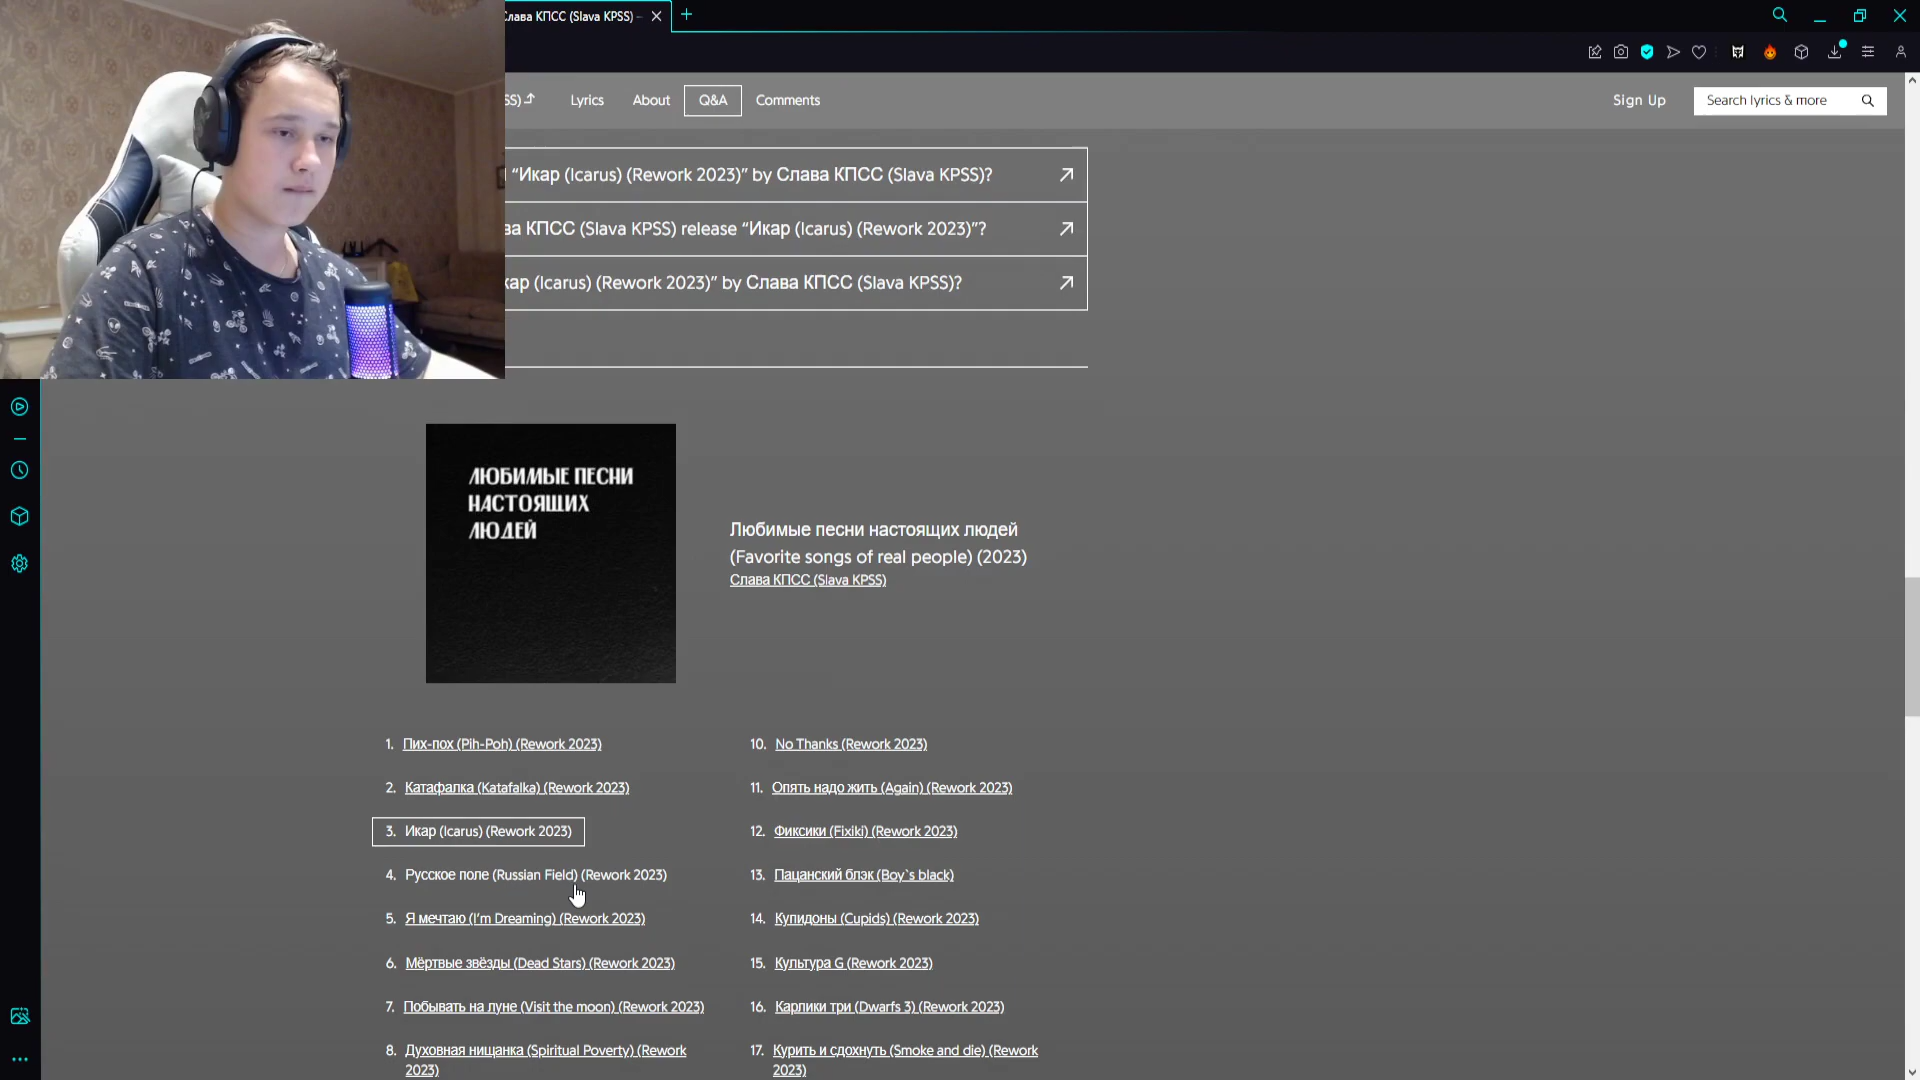 Слава КПСС (Slava KPSS) –
SS) Lyrics About Q&A Comments
Sign Up
Search lyrics & more
“Икар (Icarus) (Rework 2023)” by Слава КПСС (Slava KPSS)?
ва КПСС (Slava KPSS) release “Икар (Icarus) (Rework 2023)”?
кар (Icarus) (Rework 2023)” by Слава КПСС (Slava KPSS)?
ЛЮБИМЫЕ ПЕСНИ
НАСТОЯЩИХ
ЛЮДЕЙ
Любимые песни настоящих людей
(Favorite songs of real people) (2023)
Слава КПСС (Slava KPSS)
1. Пих-пох (Pih-Poh) (Rework 2023)
2. Катафалка (Katafalka) (Rework 2023)
3. Икар (Icarus) (Rework 2023)
4. Русское поле (Russian Field) (Rework 2023)
5. Я мечтаю (I’m Dreaming) (Rework 2023)
6. Мёртвые звёзды (Dead Stars) (Rework 2023)
7. Побывать на луне (Visit the moon) (Rework 2023)
8. Духовная нищанка (Spiritual Poverty) (Rework
2023)
10. No Thanks (Rework 2023)
11. Опять надо жить (Again) (Rework 2023)
12. Фиксики (Fixiki) (Rework 2023)
13. Пацанский блэк (Boy`s black)
14. Купидоны (Cupids) (Rework 2023)
15. Культура G (Rework 2023)
16. Карлики три (Dwarfs 3) (Rework 2023)
17. Курить и сдохнуть (Smoke and die) (Rework
2023)